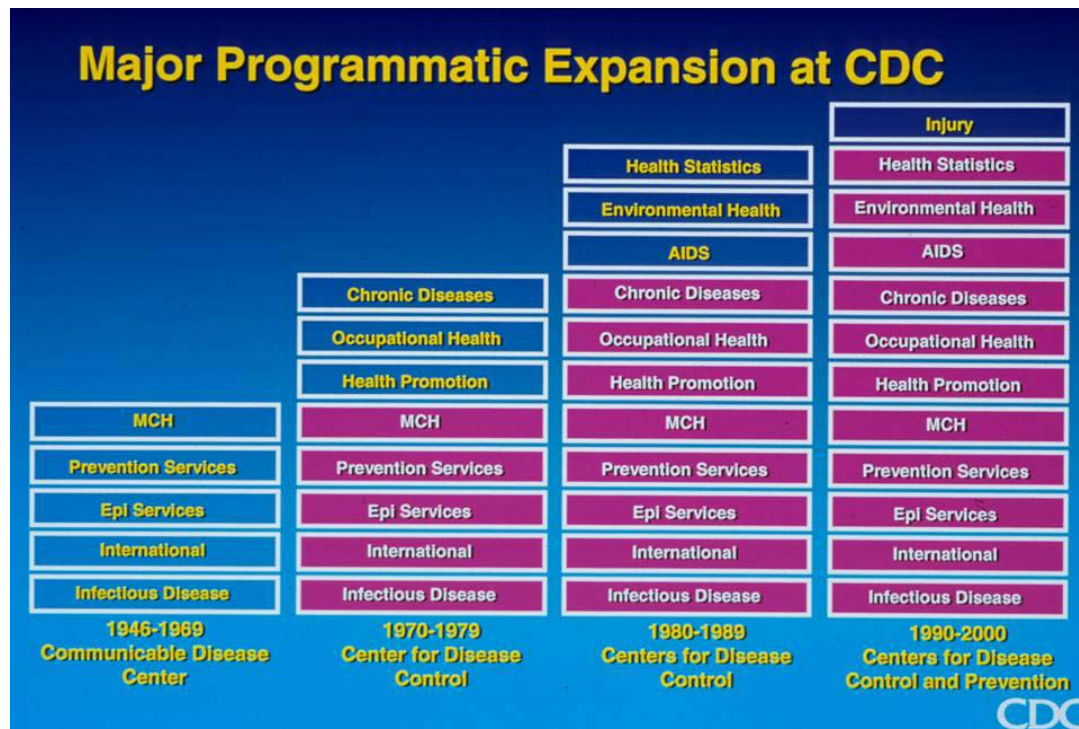 Major Programmatic Expansion at CDC
MCH
Prevention Services
Epi Services
International
Infectious Disease
1946-1969
Communicable Disease
Center
Chronic Diseases
Occupational Health
Health Promotion
MCH
Prevention Services
Epi Services
International
Infectious Disease
1970-1979
Center for Disease
Control
Health Statistics
Environmental Health
AIDS
Chronic Diseases
Occupational Health
Health Promotion
MCH
Prevention Services
Epi Services
International
Infectious Disease
1980-1989
Centers for Disease
Control
Injury
Health Statistics
Environmental Health
AIDS
Chronic Diseases
Occupational Health
Health Promotion
MCH
Prevention Services
Epi Services
International
Infectious Disease
1990-2000
Centers for Disease
Control and Prevention
CDC